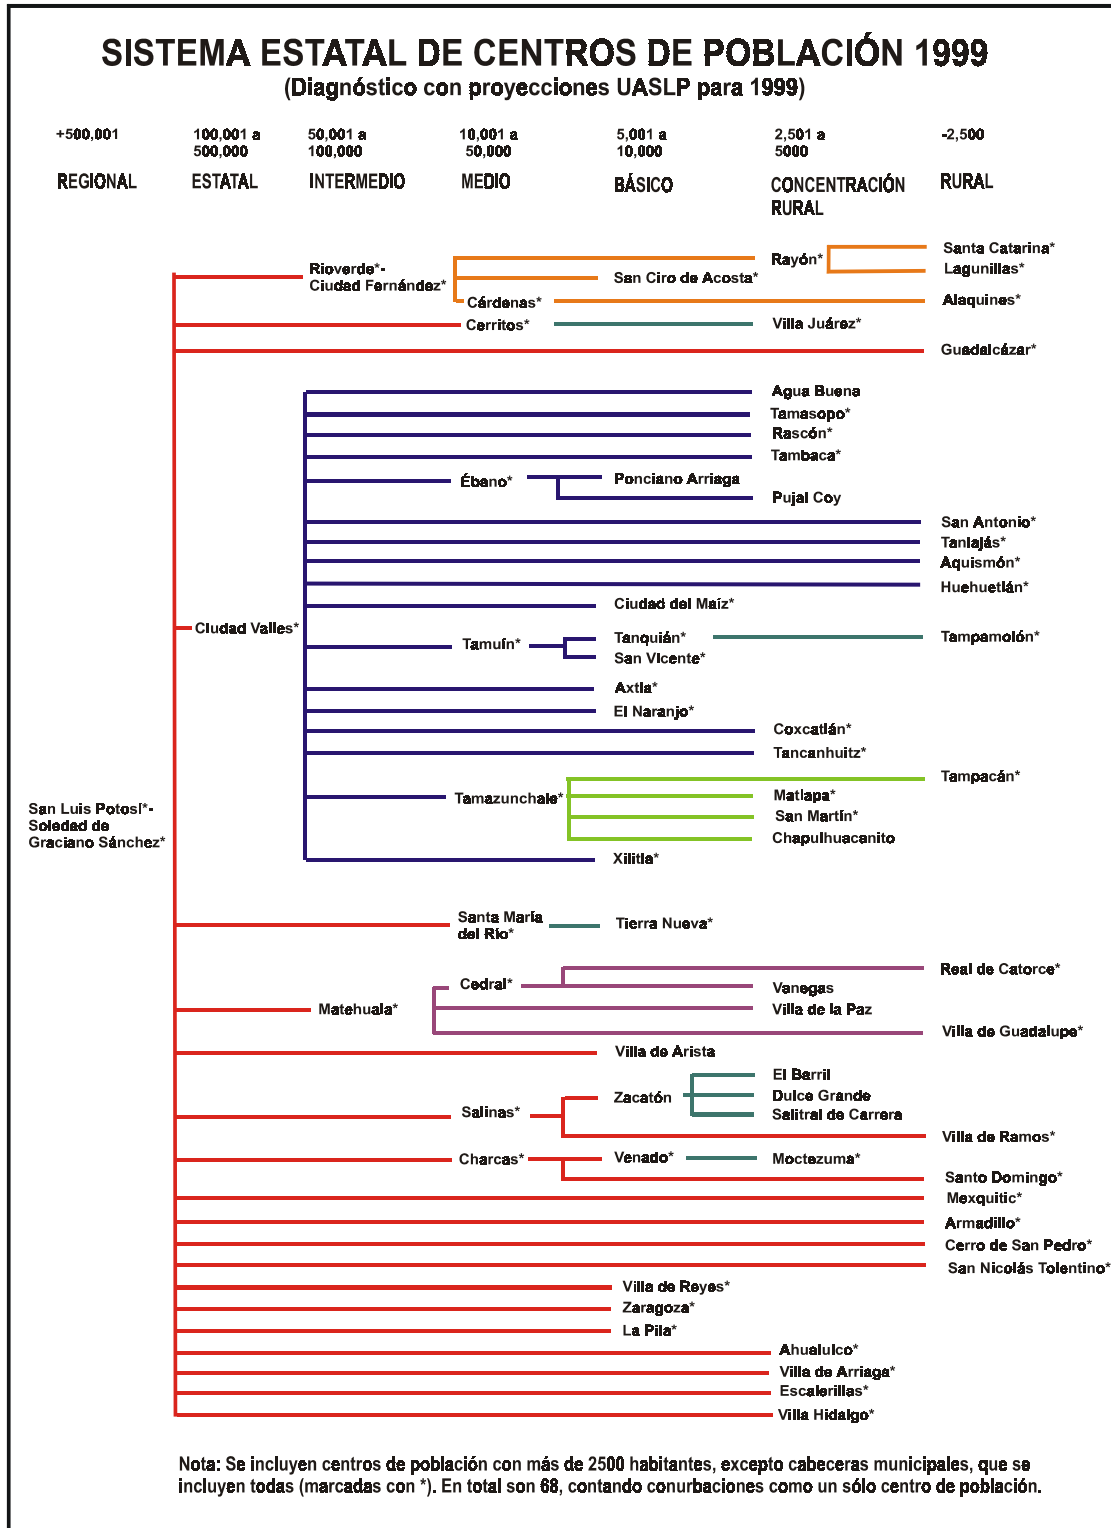 SISTEMA ESTATAL DE CENTROS DE POBLACIÓN 1999
(Diagnóstico con proyecciones UASLP para 1999)
+500,001
100,001 a
500,000
50,001 a
100,000
10,001 a
50,000
5,001 a
10,000
2,501 a
5000
-2,500
REGIONAL
ESTATAL
INTERMEDIO
MEDIO
BÁSICO
CONCENTRACIÓN
RURAL
RURAL
Rioverde*-
Ciudad Fernández*
Rayón*
Santa Catarina*
Lagunillas*
San Ciro de Acosta*
Cárdenas*
Alaquines*
Cerritos*
Villa Juárez*
Guadalcázar*
Agua Buena
Tamasopo*
Rascón*
Tambaca*
Ébano*
Ponciano Arriaga
Pujal Coy
San Antonio*
Tanlajás*
Aquismón*
Huehuetlán*
Ciudad del Maíz*
Ciudad Valles*
Tamuín*
Tanquián*
Tampamolón*
San VIcente*
Axtla*
El Naranjo*
Coxcatlán*
Tancanhuitz*
Tampacán*
Tamazunchale*
Matlapa*
San Martín*
Chapulhuacanito
San Luis Potosí*-
Soledad de
Graciano Sánchez*
Xilitla*
Santa María
del Río*
Tierra Nueva*
Real de Catorce*
Cedral*
Vanegas
Matehuala*
Villa de la Paz
Villa de Guadalupe*
Villa de Arista
El Barril
Zacatón
Dulce Grande
Salitral de Carrera
Salinas*
Villa de Ramos*
Charcas*
Venado*
Moctezuma*
Santo Domingo*
Mexquitic*
Armadillo*
Cerro de San Pedro*
San Nicolás Tolentino*
Villa de Reyes*
Zaragoza*
La Pila*
Ahualulco*
Villa de Arriaga*
Escalerillas*
Villa Hidalgo*
Nota: Se incluyen centros de población con más de 2500 habitantes, excepto cabeceras municipales, que se
incluyen todas (marcadas con *). En total son 68, contando conurbaciones como un sólo centro de población.